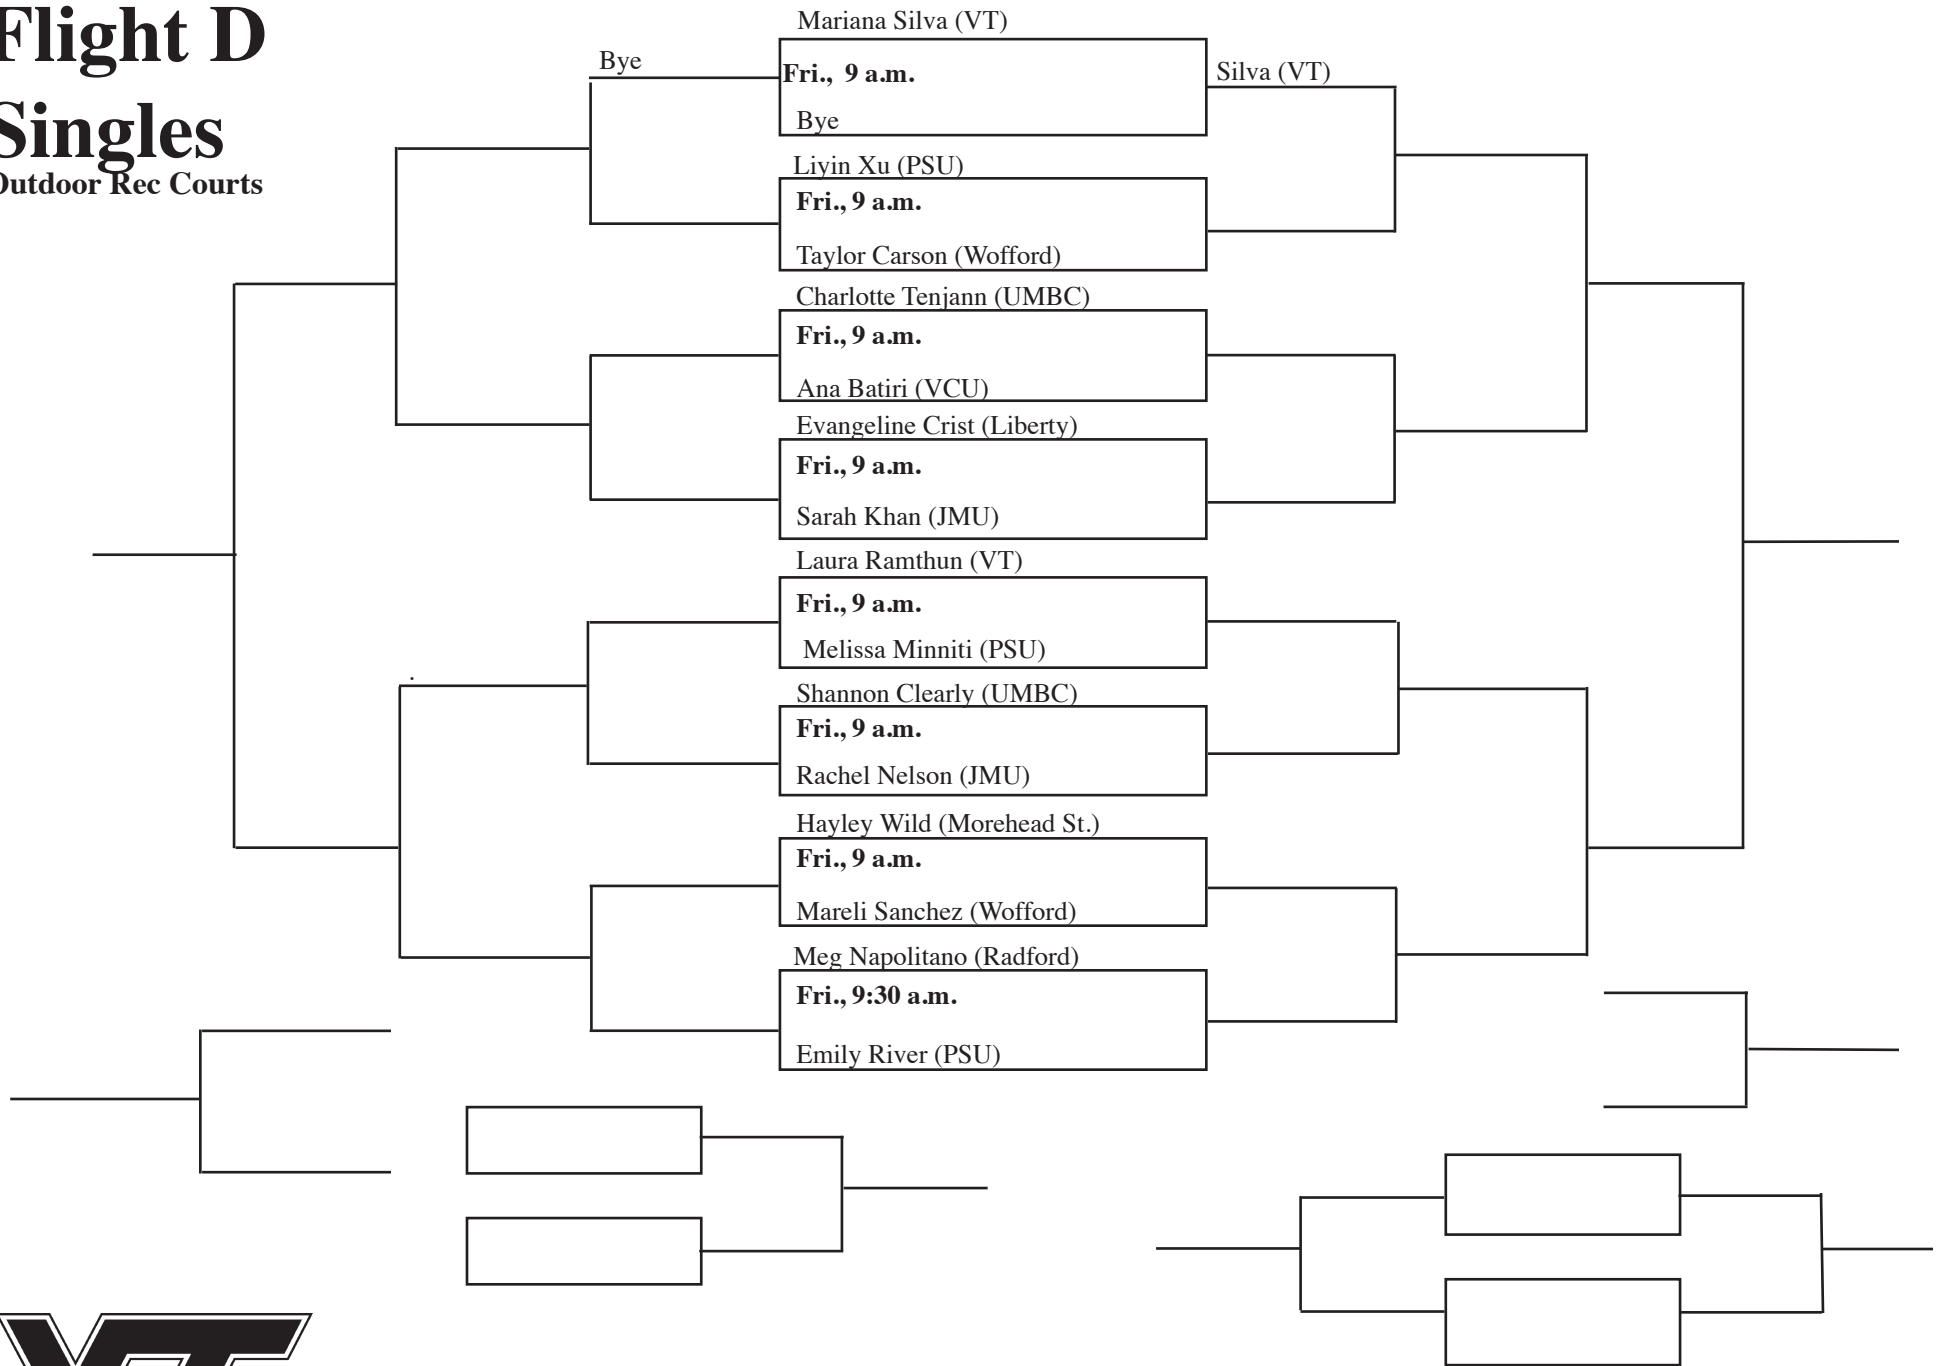 Flight D
Singles
Outdoor Rec Courts
Bye
Mariana Silva (VT)
Fri., 9 a.m.
Bye
Silva (VT)
Liyin Xu (PSU)
Fri., 9 a.m.
Taylor Carson (Wofford)
Charlotte Tenjann (UMBC)
Fri., 9 a.m.
Ana Batiri (VCU)
Evangeline Crist (Liberty)
Fri., 9 a.m.
Sarah Khan (JMU)
Laura Ramthun (VT)
Fri., 9 a.m.
Melissa Minniti (PSU)
Shannon Clearly (UMBC)
Fri., 9 a.m.
Rachel Nelson (JMU)
Hayley Wild (Morehead St.)
Fri., 9 a.m.
Mareli Sanchez (Wofford)
Meg Napolitano (Radford)
Fri., 9:30 a.m.
Emily River (PSU)
VT